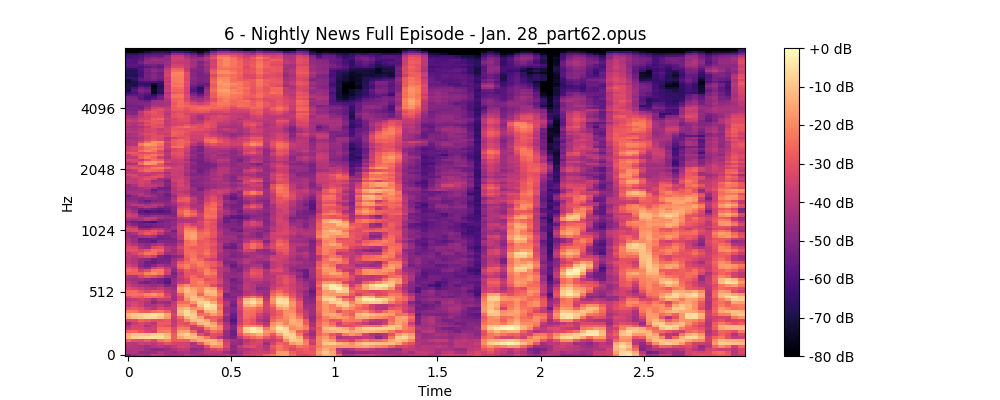 6 - Nightly News Full Episode - Jan. 28_part62.opus
Hz
4096
2048
1024
512
0
0
0.5
1
1.5
2
2.5
Time
+0 dB
-10 dB
-20 dB
-30 dB
-40 dB
-50 dB
-60 dB
-70 dB
-80 dB